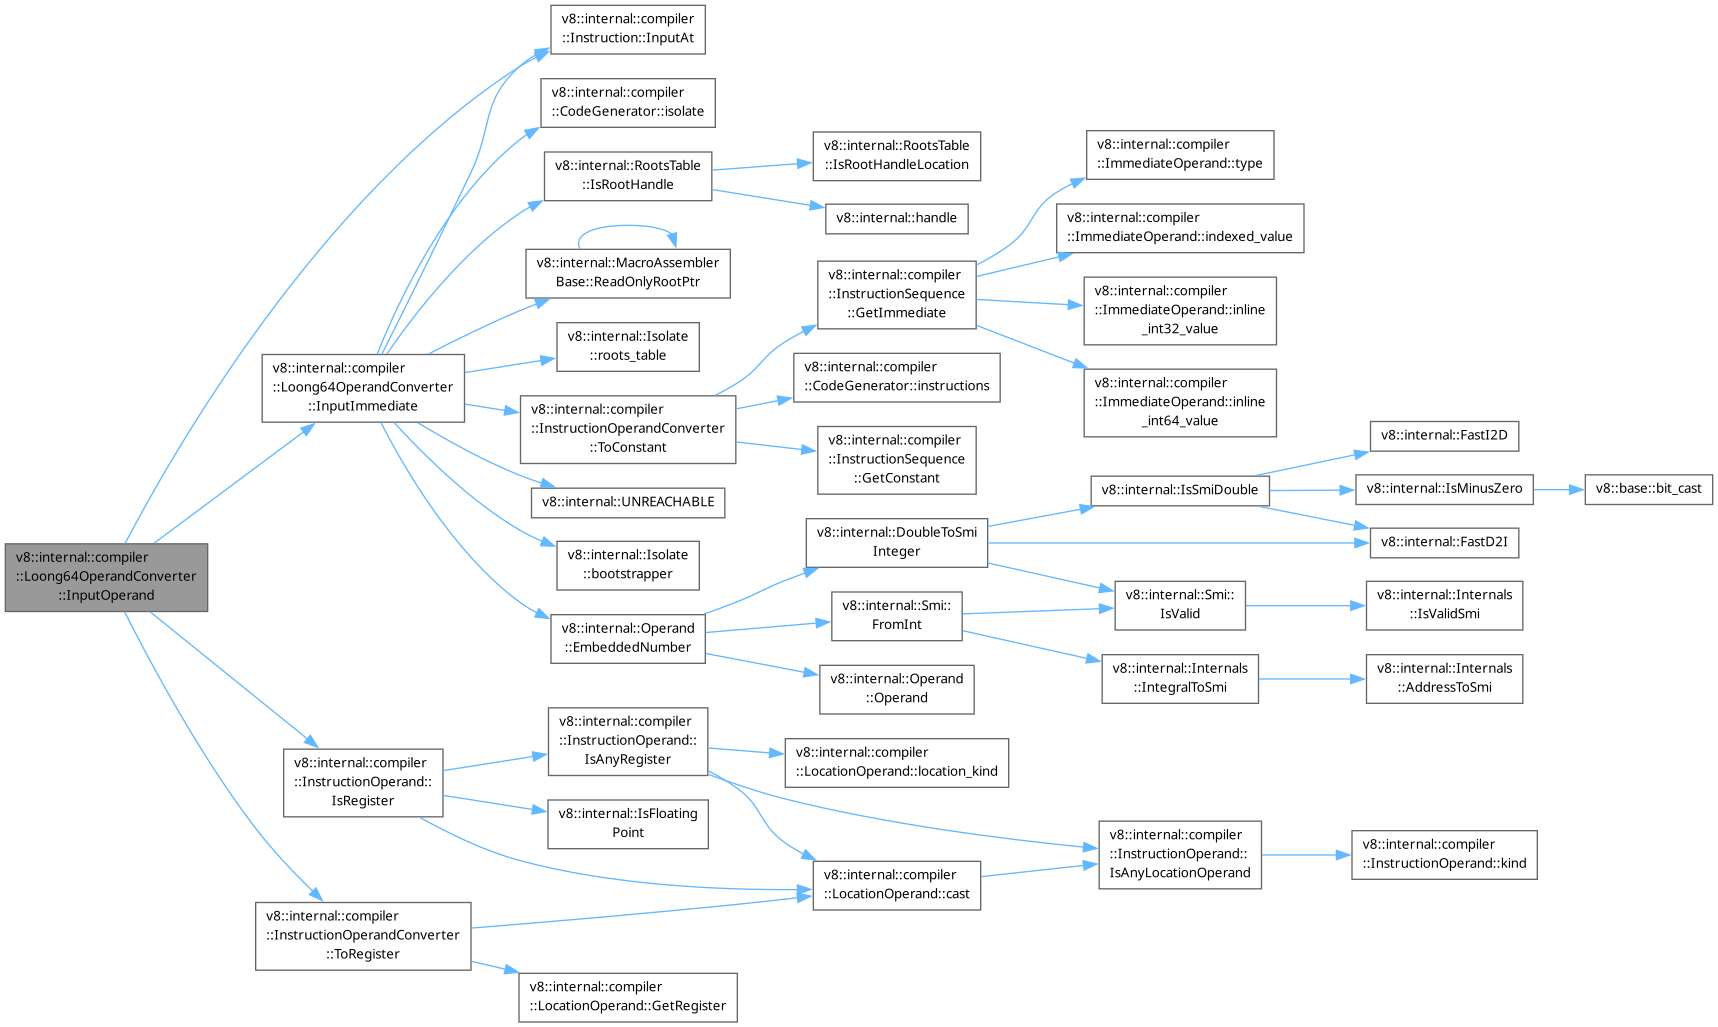 v8::internal::compiler
::Loong64OperandConverter
::InputOperand
v8::internal::compiler
::Instruction::InputAt
v8::internal::compiler
::Loong64OperandConverter
::InputImmediate
v8::internal::compiler
::CodeGenerator::isolate
v8::internal::RootsTable
::IsRootHandle
v8::internal::RootsTable
::IsRootHandleLocation
v8::internal::handle
v8::internal::MacroAssembler
Base::ReadOnlyRootPtr
v8::internal::Isolate
::roots_table
v8::internal::compiler
::InstructionOperandConverter
::ToConstant
v8::internal::compiler
::InstructionSequence
::GetImmediate
v8::internal::compiler
::ImmediateOperand::type
v8::internal::compiler
::ImmediateOperand::indexed_value
v8::internal::compiler
::ImmediateOperand::inline
_int32_value
v8::internal::compiler
::ImmediateOperand::inline
_int64_value
v8::internal::compiler
::CodeGenerator::instructions
v8::internal::compiler
::InstructionSequence
::GetConstant
v8::internal::UNREACHABLE
v8::internal::Isolate
::bootstrapper
v8::internal::Operand
::EmbeddedNumber
v8::internal::DoubleToSmi
Integer
v8::internal::IsSmiDouble
v8::internal::FastI2D
v8::internal::IsMinusZero
v8::base::bit_cast
v8::internal::FastD2I
v8::internal::Smi::
IsValid
v8::internal::Internals
::IsValidSmi
v8::internal::Smi::
FromInt
v8::internal::Internals
::IntegralToSmi
v8::internal::Internals
::AddressToSmi
v8::internal::Operand
::Operand
v8::internal::compiler
::InstructionOperand::
IsRegister
v8::internal::compiler
::InstructionOperand::
IsAnyRegister
v8::internal::compiler
::LocationOperand::location_kind
v8::internal::IsFloating
Point
v8::internal::compiler
::LocationOperand::cast
v8::internal::compiler
::InstructionOperand::
IsAnyLocationOperand
v8::internal::compiler
::InstructionOperand::kind
v8::internal::compiler
::InstructionOperandConverter
::ToRegister
v8::internal::compiler
::LocationOperand::GetRegister